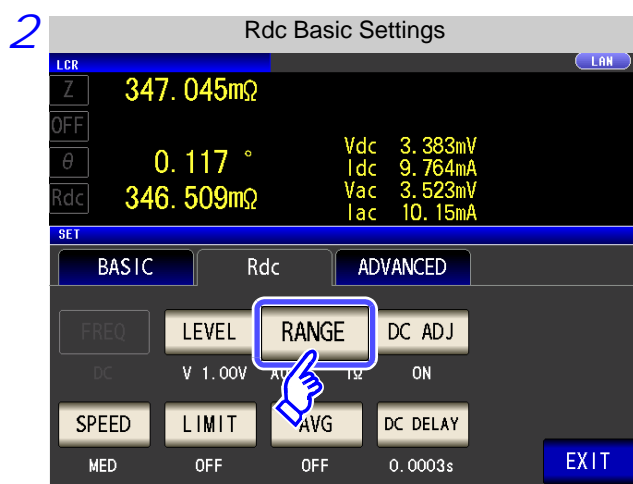 2 Rdc Basic Settings
LCR LAN
Z 347.045mΩ
OFF
Vdc 3.383mV
θ 0.117 ° Idc 9.764mA
Rdc 346.509mΩ Vac 3.523mV
Iac 10.15mA
SET
BASIC Rdc ADVANCED
FREQ LEVEL RANGE DC ADJ
DC V 1.00V 1Ω ON
SPEED LIMIT AVG DC DELAY
MED OFF OFF 0.0003s
EXIT